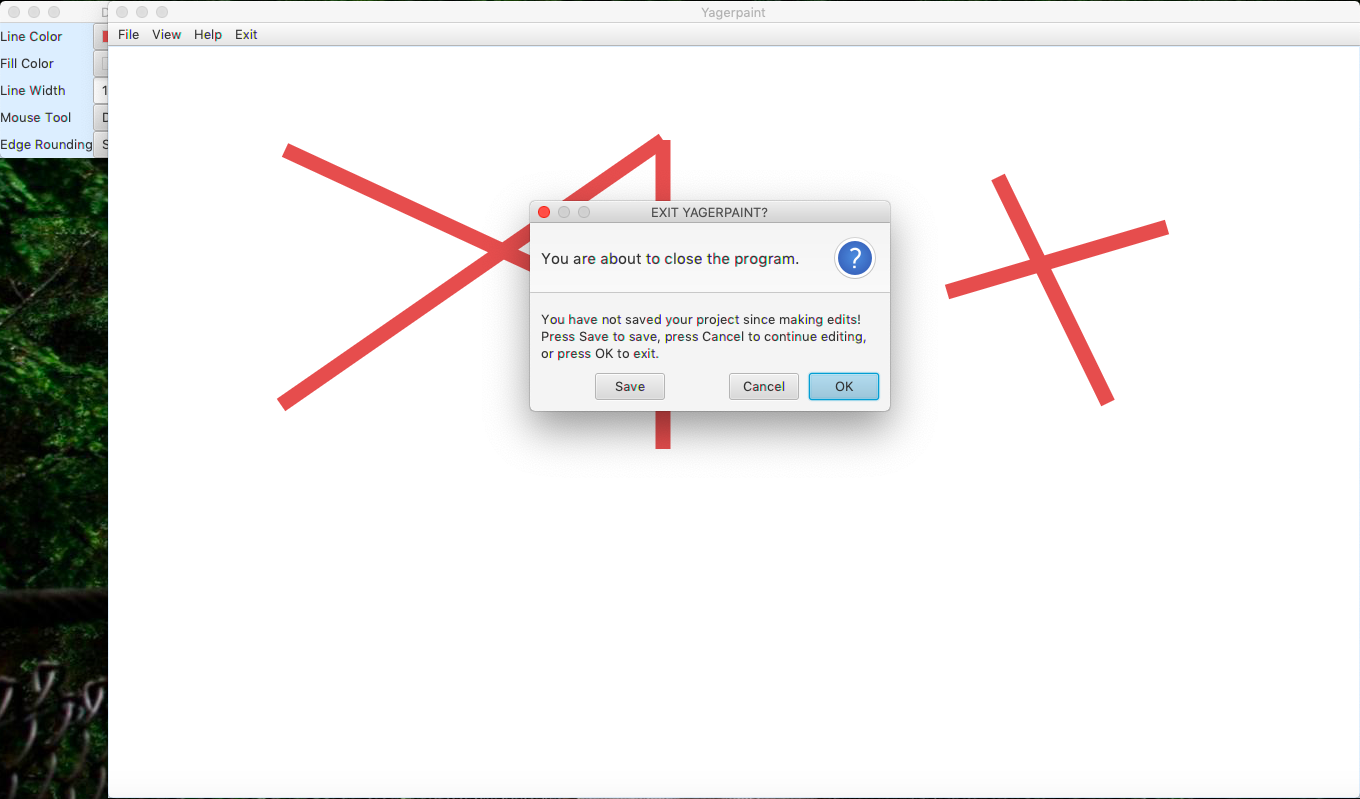 Yagerpaint
File View Help Exit
Line Color
Fill Color
Line Width
Mouse Tool
Edge Rounding
EXIT YAGERPAINT?
You are about to close the program.
?
You have not saved your project since making edits!
Press Save to save, press Cancel to continue editing,
or press OK to exit.
Save Cancel OK